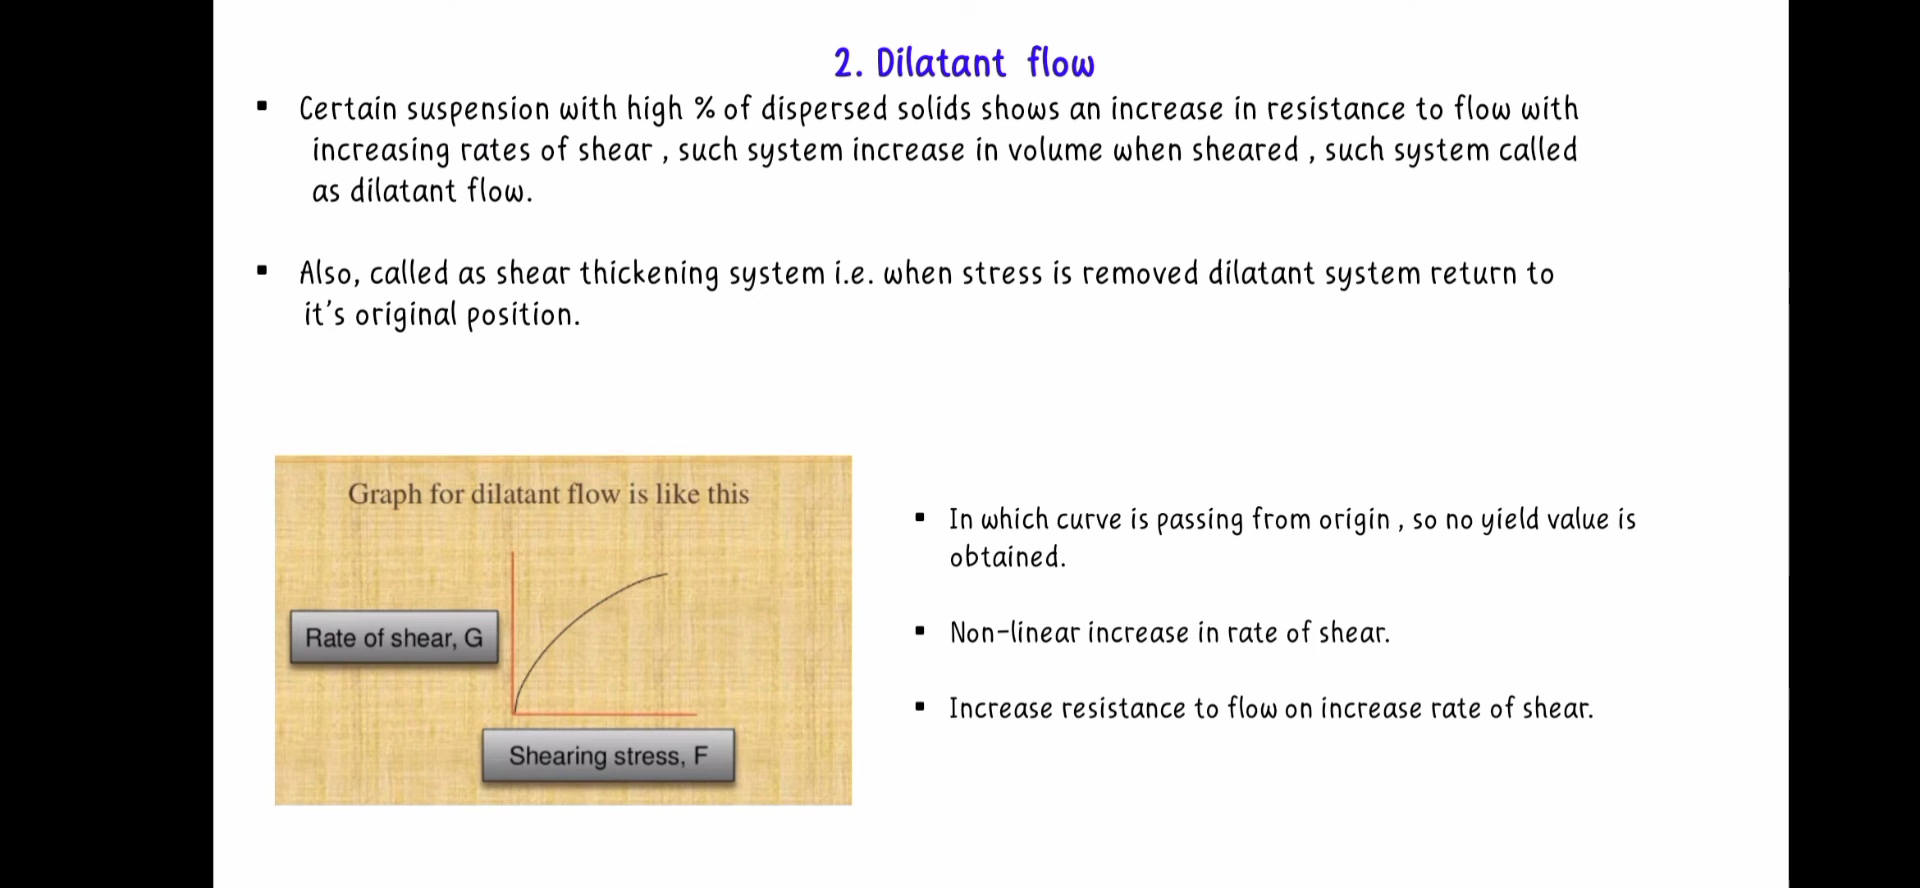 2. Dilatant flow
▪ Certain suspension with high % of dispersed solids shows an increase in resistance to flow with
increasing rates of shear , such system increase in volume when sheared , such system called
as dilatant flow.
▪ Also, called as shear thickening system i.e. when stress is removed dilatant system return to
it's original position.
Graph for dilatant flow is like this
Rate of shear, G
Shearing stress, F
▪ In which curve is passing from origin , so no yield value is
obtained.
▪ Non-linear increase in rate of shear.
▪ Increase resistance to flow on increase rate of shear.